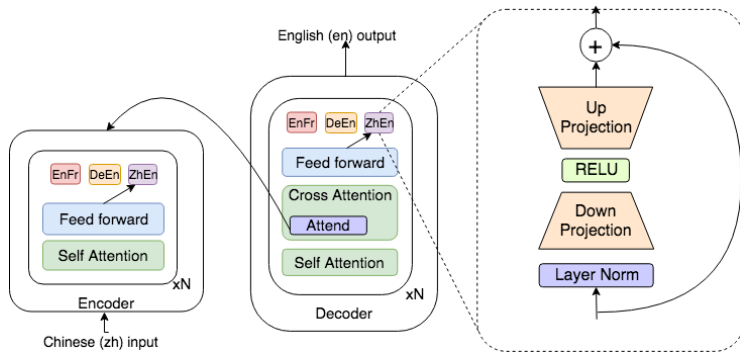 English (en) output
EnFr DeEn ZhEn
Feed forward
Cross Attention
Attend
Self Attention
xN
Decoder
EnFr DeEn ZhEn
Feed forward
Self Attention
xN
Encoder
Chinese (zh) input
+
Up
Projection
RELU
Down
Projection
Layer Norm